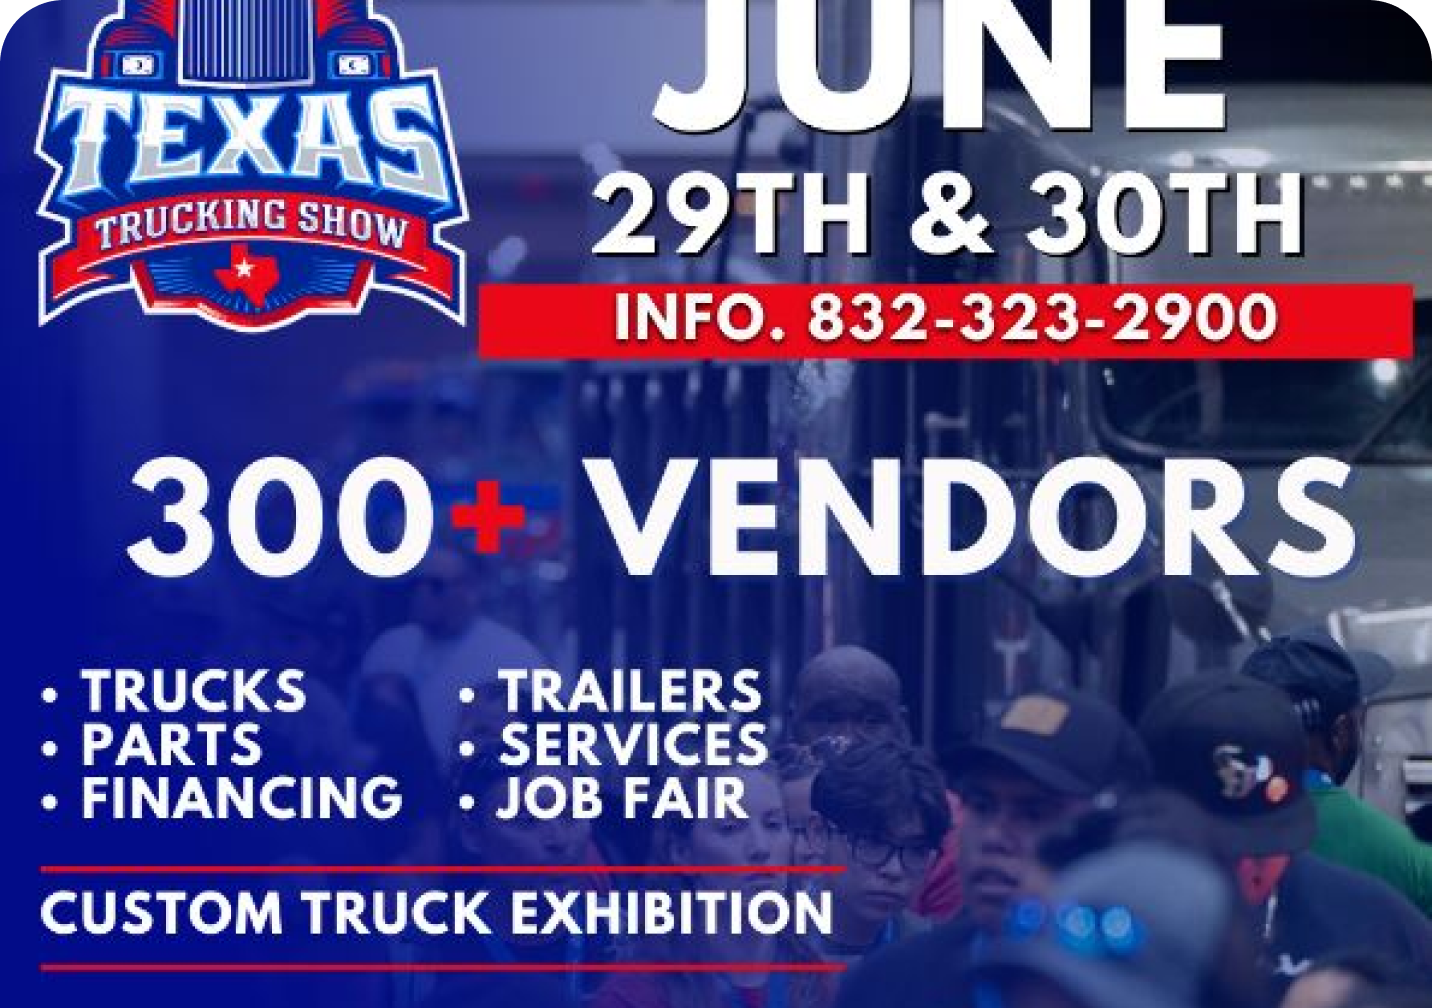 TEXAS
TRUCKING SHOW
JUNE
29TH & 30TH
INFO. 832-323-2900
300+ VENDORS
• TRUCKS
• PARTS
• FINANCING
• TRAILERS
• SERVICES
• JOB FAIR
CUSTOM TRUCK EXHIBITION